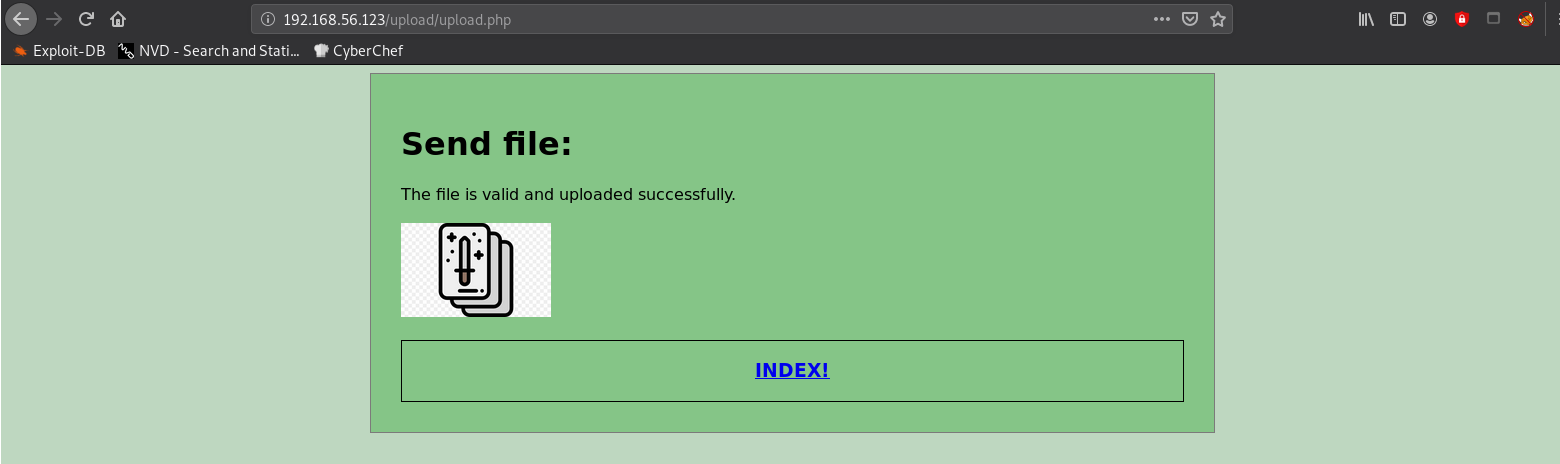 192.168.56.123/upload/upload.php
Exploit-DB
NVD - Search and Stati...
CyberChef
Send file:
The file is valid and uploaded successfully.
INDEX!